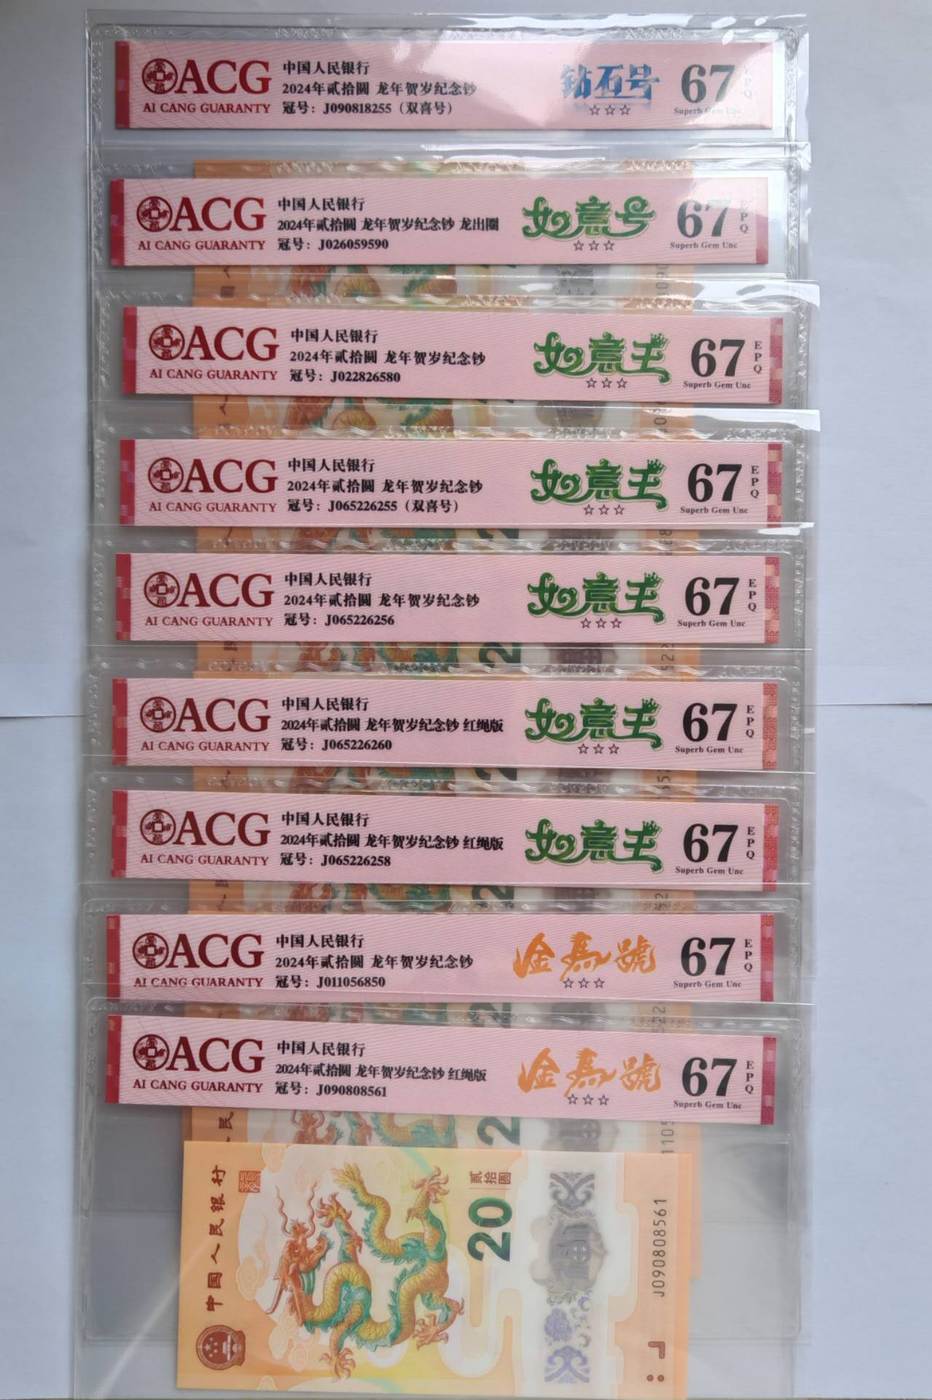 ACG
AI CANG GUARANTY
中国人民银行
2024年贰拾圆 龙年贺岁纪念钞
冠号：J090818255（双喜号）
钻石号
☆☆☆
67
EPQ
Superb Gem Unc
ACG
AI CANG GUARANTY
中国人民银行
2024年贰拾圆 龙年贺岁纪念钞 龙出圈
冠号：J026059590
如意号
☆☆☆
67
EPQ
Superb Gem Unc
ACG
AI CANG GUARANTY
中国人民银行
2024年贰拾圆 龙年贺岁纪念钞
冠号：J022826580
如意王
☆☆☆
67
EPQ
Superb Gem Unc
ACG
AI CANG GUARANTY
中国人民银行
2024年贰拾圆 龙年贺岁纪念钞
冠号：J065226255（双喜号）
如意王
☆☆☆
67
EPQ
Superb Gem Unc
ACG
AI CANG GUARANTY
中国人民银行
2024年贰拾圆 龙年贺岁纪念钞
冠号：J065226256
如意王
☆☆☆
67
EPQ
Superb Gem Unc
ACG
AI CANG GUARANTY
中国人民银行
2024年贰拾圆 龙年贺岁纪念钞 红绳版
冠号：J065226260
如意王
☆☆☆
67
EPQ
Superb Gem Unc
ACG
AI CANG GUARANTY
中国人民银行
2024年贰拾圆 龙年贺岁纪念钞 红绳版
冠号：J065226258
如意王
☆☆☆
67
EPQ
Superb Gem Unc
ACG
AI CANG GUARANTY
中国人民银行
2024年贰拾圆 龙年贺岁纪念钞
冠号：J011056850
金马號
☆☆☆
67
EPQ
Superb Gem Unc
ACG
AI CANG GUARANTY
中国人民银行
2024年贰拾圆 龙年贺岁纪念钞 红绳版
冠号：J090808561
金马號
☆☆☆
67
EPQ
Superb Gem Unc
中国人民银行
贰拾圆
20
J090808561